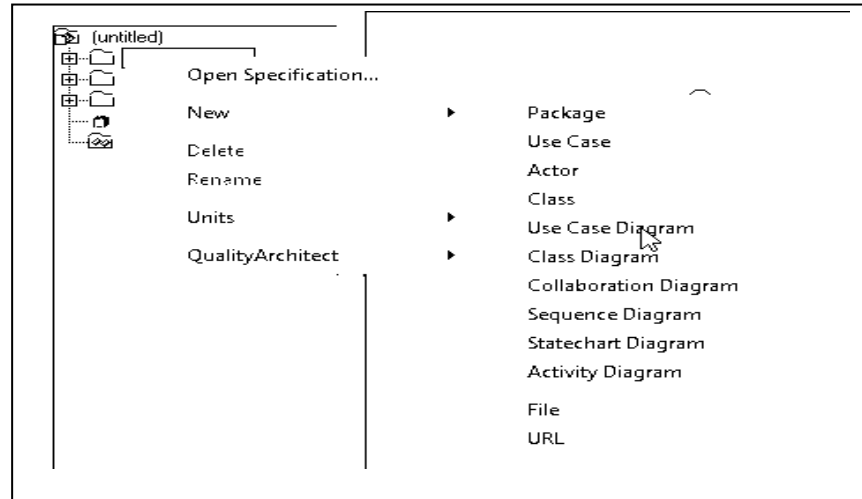 (untitled)
Open Specification...
New
Delete
Rename
Units
QualityArchitect
Package
Use Case
Actor
Class
Use Case Diagram
Class Diagram
Collaboration Diagram
Sequence Diagram
Statechart Diagram
Activity Diagram
File
URL